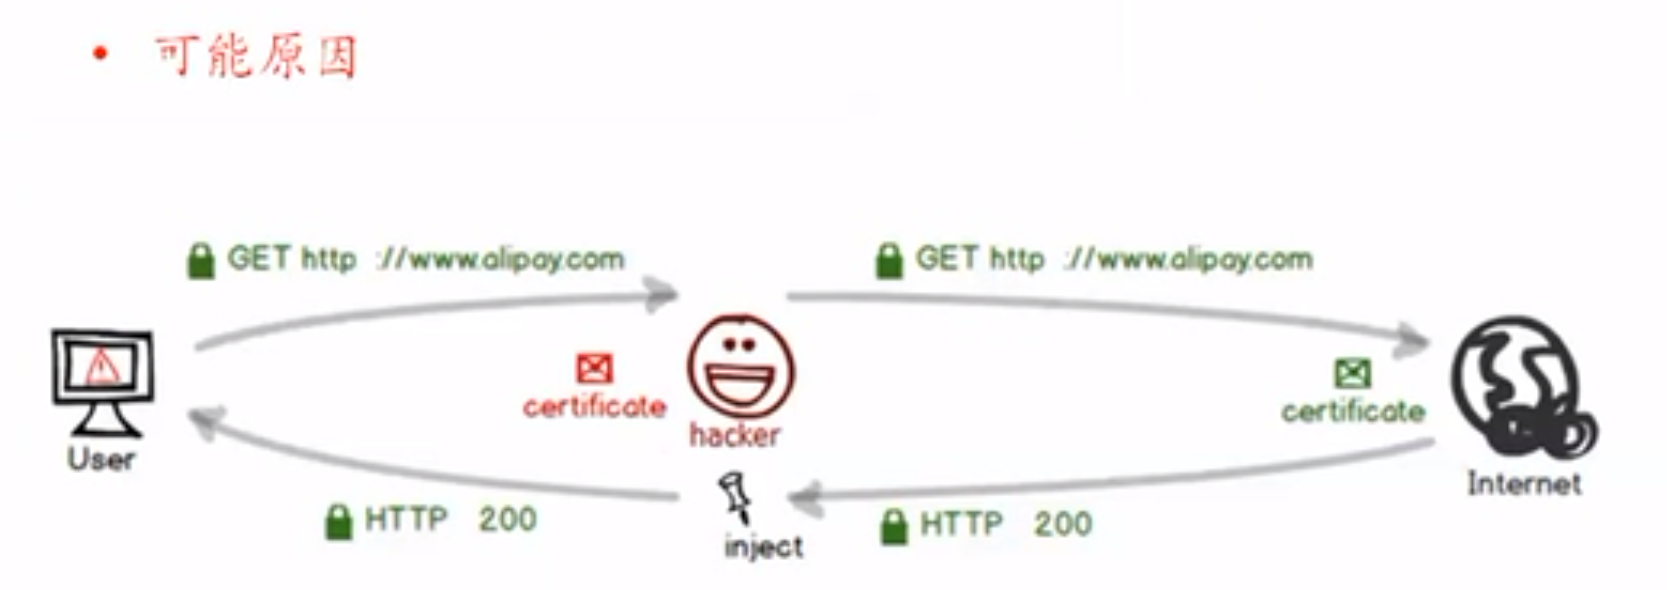 • 可能原因
GET http ://www.alipay.com
GET http ://www.alipay.com
certificate
hacker
certificate
User
Internet
HTTP 200
inject
HTTP 200